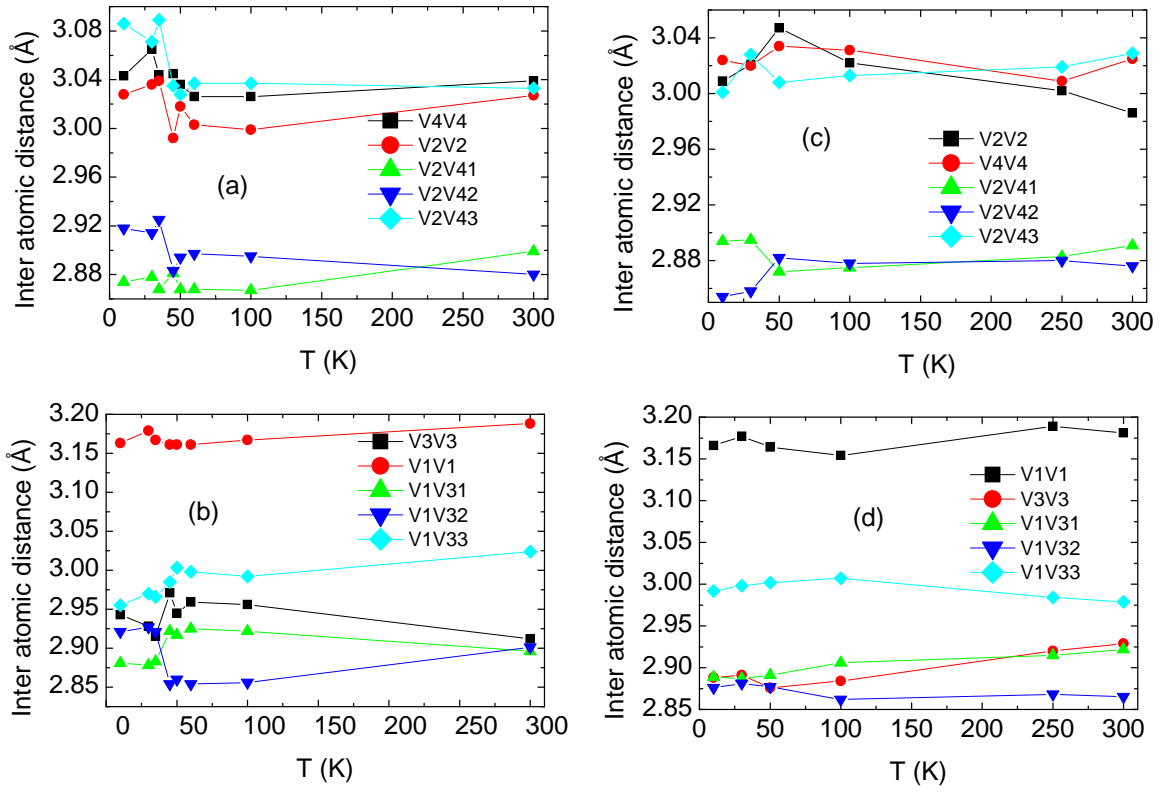 Inter atomic distance (Å)
3.08
3.04
3.00
2.96
2.92
2.88
(a)
V4V4
V2V2
V2V41
V2V42
V2V43
0 50 100 150 200 250 300
T (K)
Inter atomic distance (Å)
3.04
3.00
2.96
2.92
2.88
(c)
V2V2
V4V4
V2V41
V2V42
V2V43
0 50 100 150 200 250 300
T (K)
Inter atomic distance (Å)
3.20
3.15
3.10
3.05
3.00
2.95
2.90
2.85
(b)
V3V3
V1V1
V1V31
V1V32
V1V33
0 50 100 150 200 250 300
T (K)
Inter atomic distance (Å)
3.20
3.15
3.10
3.05
3.00
2.95
2.90
2.85
(d)
V1V1
V3V3
V1V31
V1V32
V1V33
0 50 100 150 200 250 300
T (K)